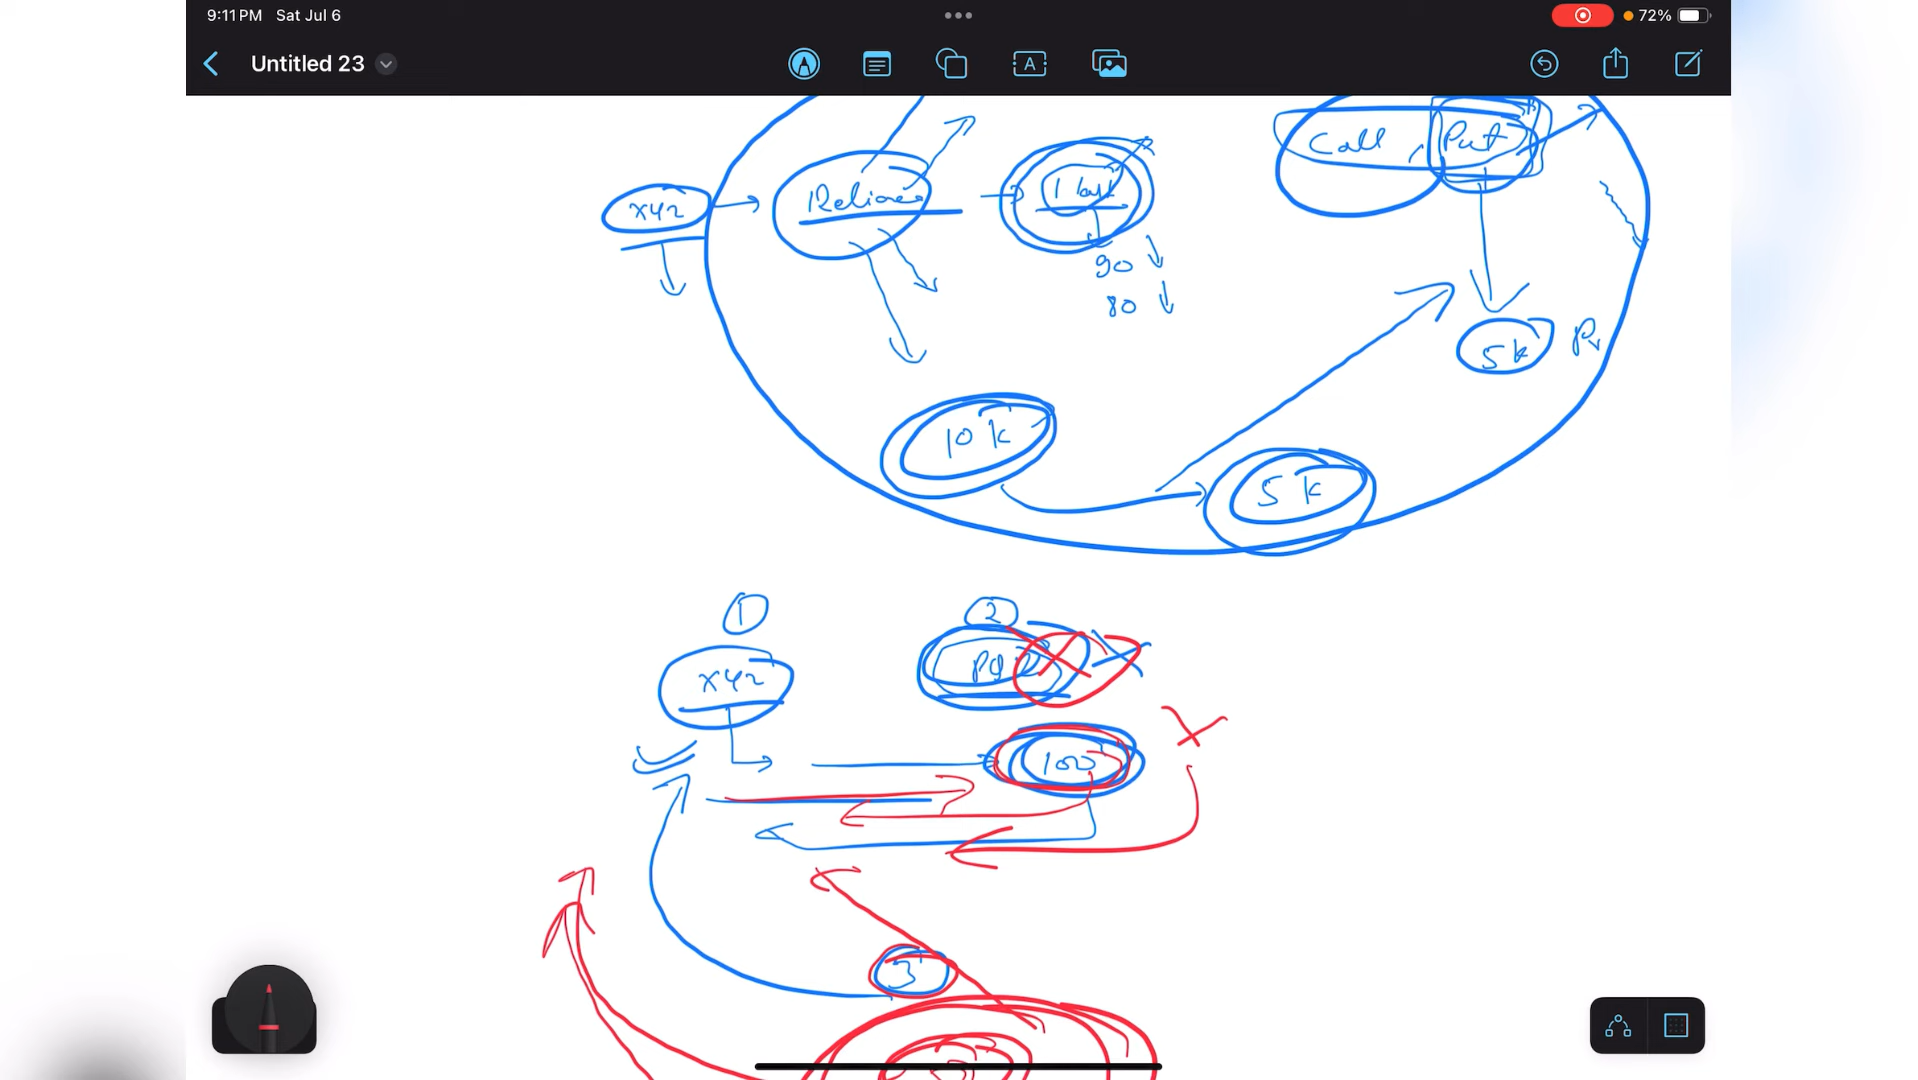 9:11 PM Sat Jul 6
72%
Untitled 23
A
Call, Put
xyz
1 lakh
90
80
5k
10k
5k
1
2
xyz
100
3